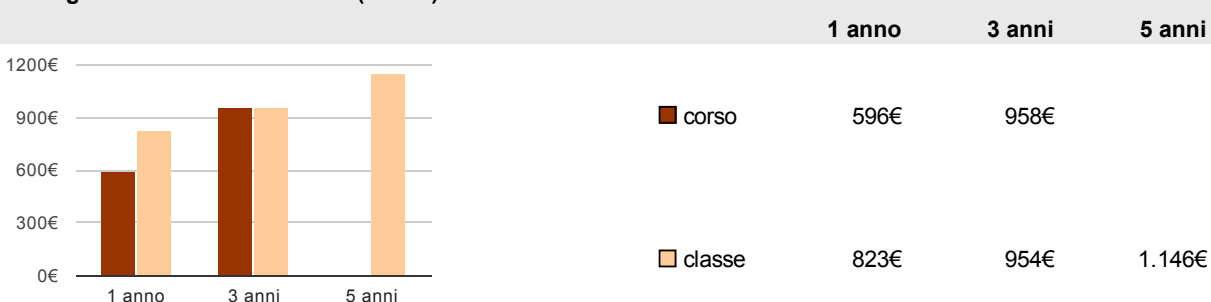 1 anno 3 anni 5 anni
1200€
900€
600€
300€
0€
1 anno 3 anni 5 anni
corso 596€ 958€
classe 823€ 954€ 1.146€